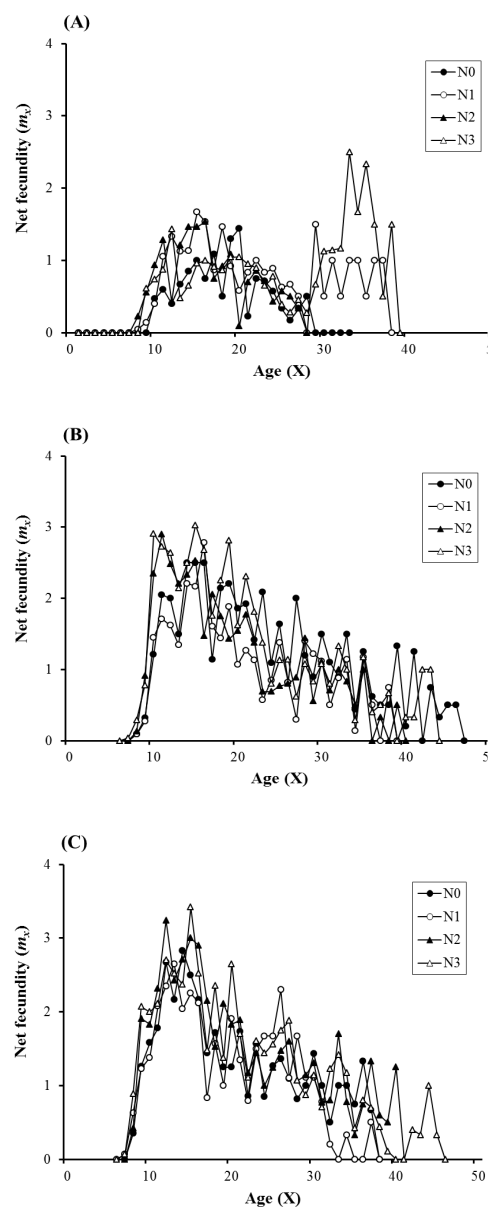 (A)
4
3
2
1
0
Net fecundity (mx)
N0
N1
N2
N3
0 10 20 30 40
Age (X)
(B)
4
3
2
1
0
Net fecundity (mx)
N0
N1
N2
N3
0 10 20 30 40 5
Age (X)
(C)
4
3
2
1
0
Net fecundity (mx)
N0
N1
N2
N3
0 10 20 30 40 50
Age (X)